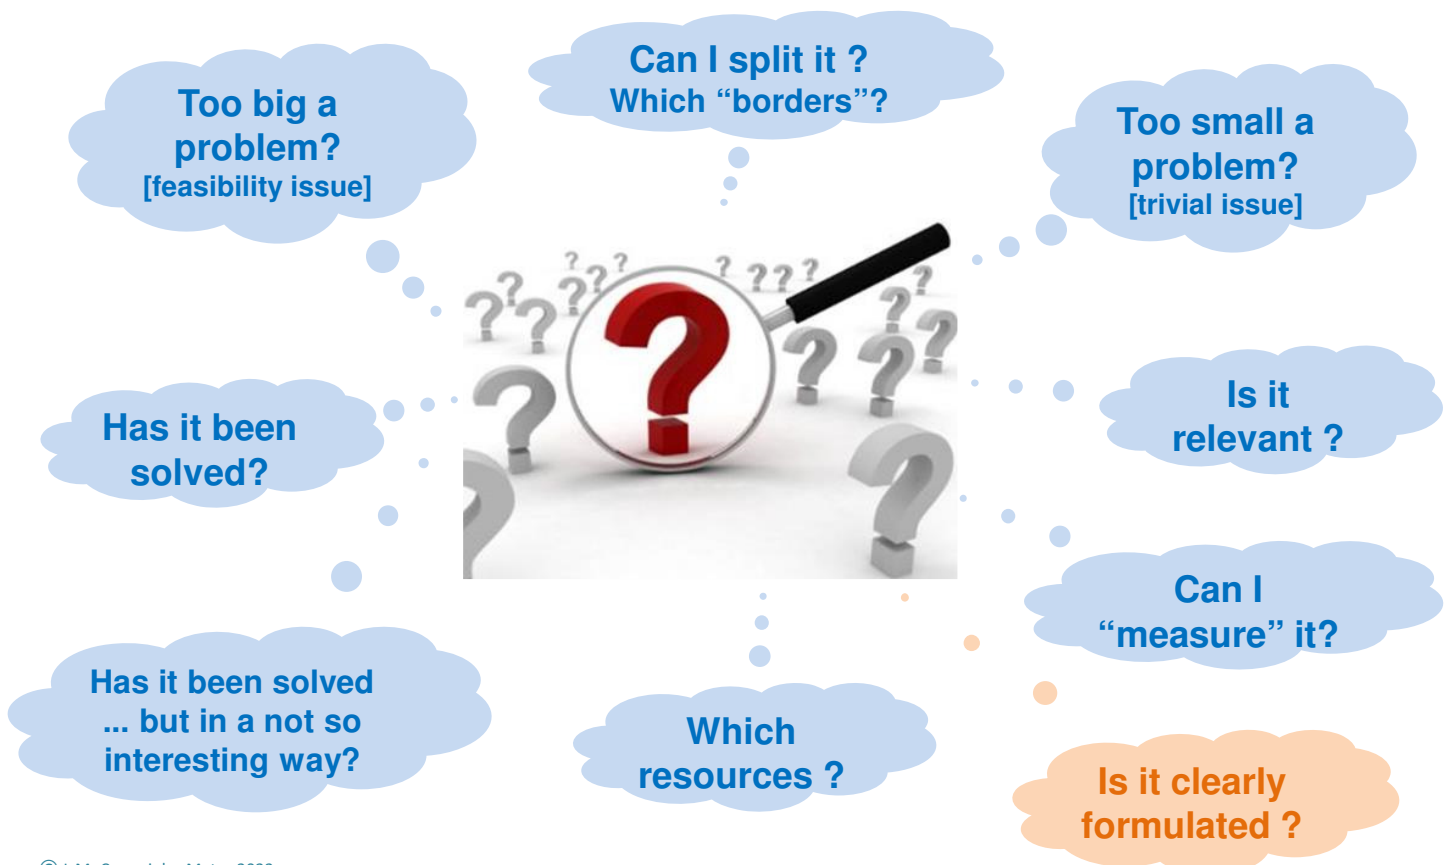 Can I split it ?
Which “borders”?
Too big a
problem?
[feasibility issue]
Too small a
problem?
[trivial issue]
Is it
relevant ?
Has it been
solved?
Can I
“measure” it?
Has it been solved
... but in a not so
interesting way?
Which
resources ?
Is it clearly
formulated ?